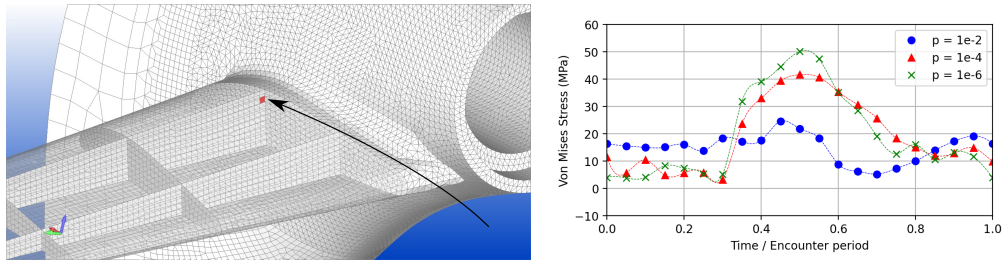 60
50
40
30
20
10
0
−10
Von Mises Stress (MPa)
p = 1e-2
p = 1e-4
p = 1e-6
0.0 0.2 0.4 0.6 0.8 1.0
Time / Encounter period